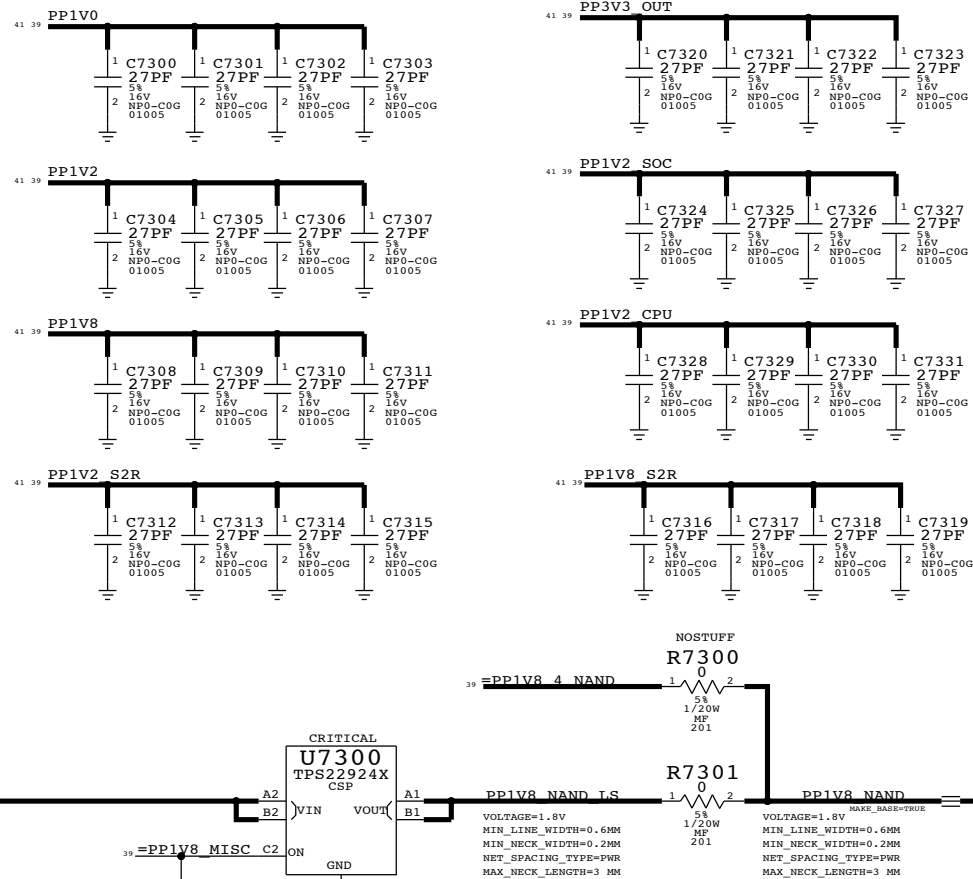 41 39 PP1V0
1 C7300 1 C7301 1 C7302 1 C7303
27PF 27PF 27PF 27PF
5% 5% 5% 5%
16V 16V 16V 16V
2 NP0-C0G 2 NP0-C0G 2 NP0-C0G 2 NP0-C0G
01005 01005 01005 01005
PP3V3_OUT
41 39
1 C7320 1 C7321 1 C7322 1 C7323
27PF 27PF 27PF 27PF
5% 5% 5% 5%
16V 16V 16V 16V
2 NP0-C0G 2 NP0-C0G 2 NP0-C0G 2 NP0-C0G
01005 01005 01005 01005
41 39 PP1V2
1 C7304 1 C7305 1 C7306 1 C7307
27PF 27PF 27PF 27PF
5% 5% 5% 5%
16V 16V 16V 16V
2 NP0-C0G 2 NP0-C0G 2 NP0-C0G 2 NP0-C0G
01005 01005 01005 01005
41 39 PP1V2_SOC
1 C7324 1 C7325 1 C7326 1 C7327
27PF 27PF 27PF 27PF
5% 5% 5% 5%
16V 16V 16V 16V
2 NP0-C0G 2 NP0-C0G 2 NP0-C0G 2 NP0-C0G
01005 01005 01005 01005
41 39 PP1V8
1 C7308 1 C7309 1 C7310 1 C7311
27PF 27PF 27PF 27PF
5% 5% 5% 5%
16V 16V 16V 16V
2 NP0-C0G 2 NP0-C0G 2 NP0-C0G 2 NP0-C0G
01005 01005 01005 01005
41 39 PP1V2_CPU
1 C7328 1 C7329 1 C7330 1 C7331
27PF 27PF 27PF 27PF
5% 5% 5% 5%
16V 16V 16V 16V
2 NP0-C0G 2 NP0-C0G 2 NP0-C0G 2 NP0-C0G
01005 01005 01005 01005
41 39 PP1V2_S2R
1 C7312 1 C7313 1 C7314 1 C7315
27PF 27PF 27PF 27PF
5% 5% 5% 5%
16V 16V 16V 16V
2 NP0-C0G 2 NP0-C0G 2 NP0-C0G 2 NP0-C0G
01005 01005 01005 01005
41 39 PP1V8_S2R
1 C7316 1 C7317 1 C7318 1 C7319
27PF 27PF 27PF 27PF
5% 5% 5% 5%
16V 16V 16V 16V
2 NP0-C0G 2 NP0-C0G 2 NP0-C0G 2 NP0-C0G
01005 01005 01005 01005
NOSTUFF
R7300
0
39 =PP1V8_4_NAND 1 2
5%
1/20W
MF
201
CRITICAL
U7300
TPS22924X
CSP
A2 A1
VIN VOUT
B2 B1
39 =PP1V8_MISC C2 ON
GND
R7301
0
PP1V8_NAND_LS 1 2 PP1V8_NAND
MAKE_BASE=TRUE
5%
1/20W
MF
201
VOLTAGE=1.8V
MIN_LINE_WIDTH=0.6MM
MIN_NECK_WIDTH=0.2MM
NET_SPACING_TYPE=PWR
MAX_NECK_LENGTH=3 MM
VOLTAGE=1.8V
MIN_LINE_WIDTH=0.6MM
MIN_NECK_WIDTH=0.2MM
NET_SPACING_TYPE=PWR
MAX_NECK_LENGTH=3 MM